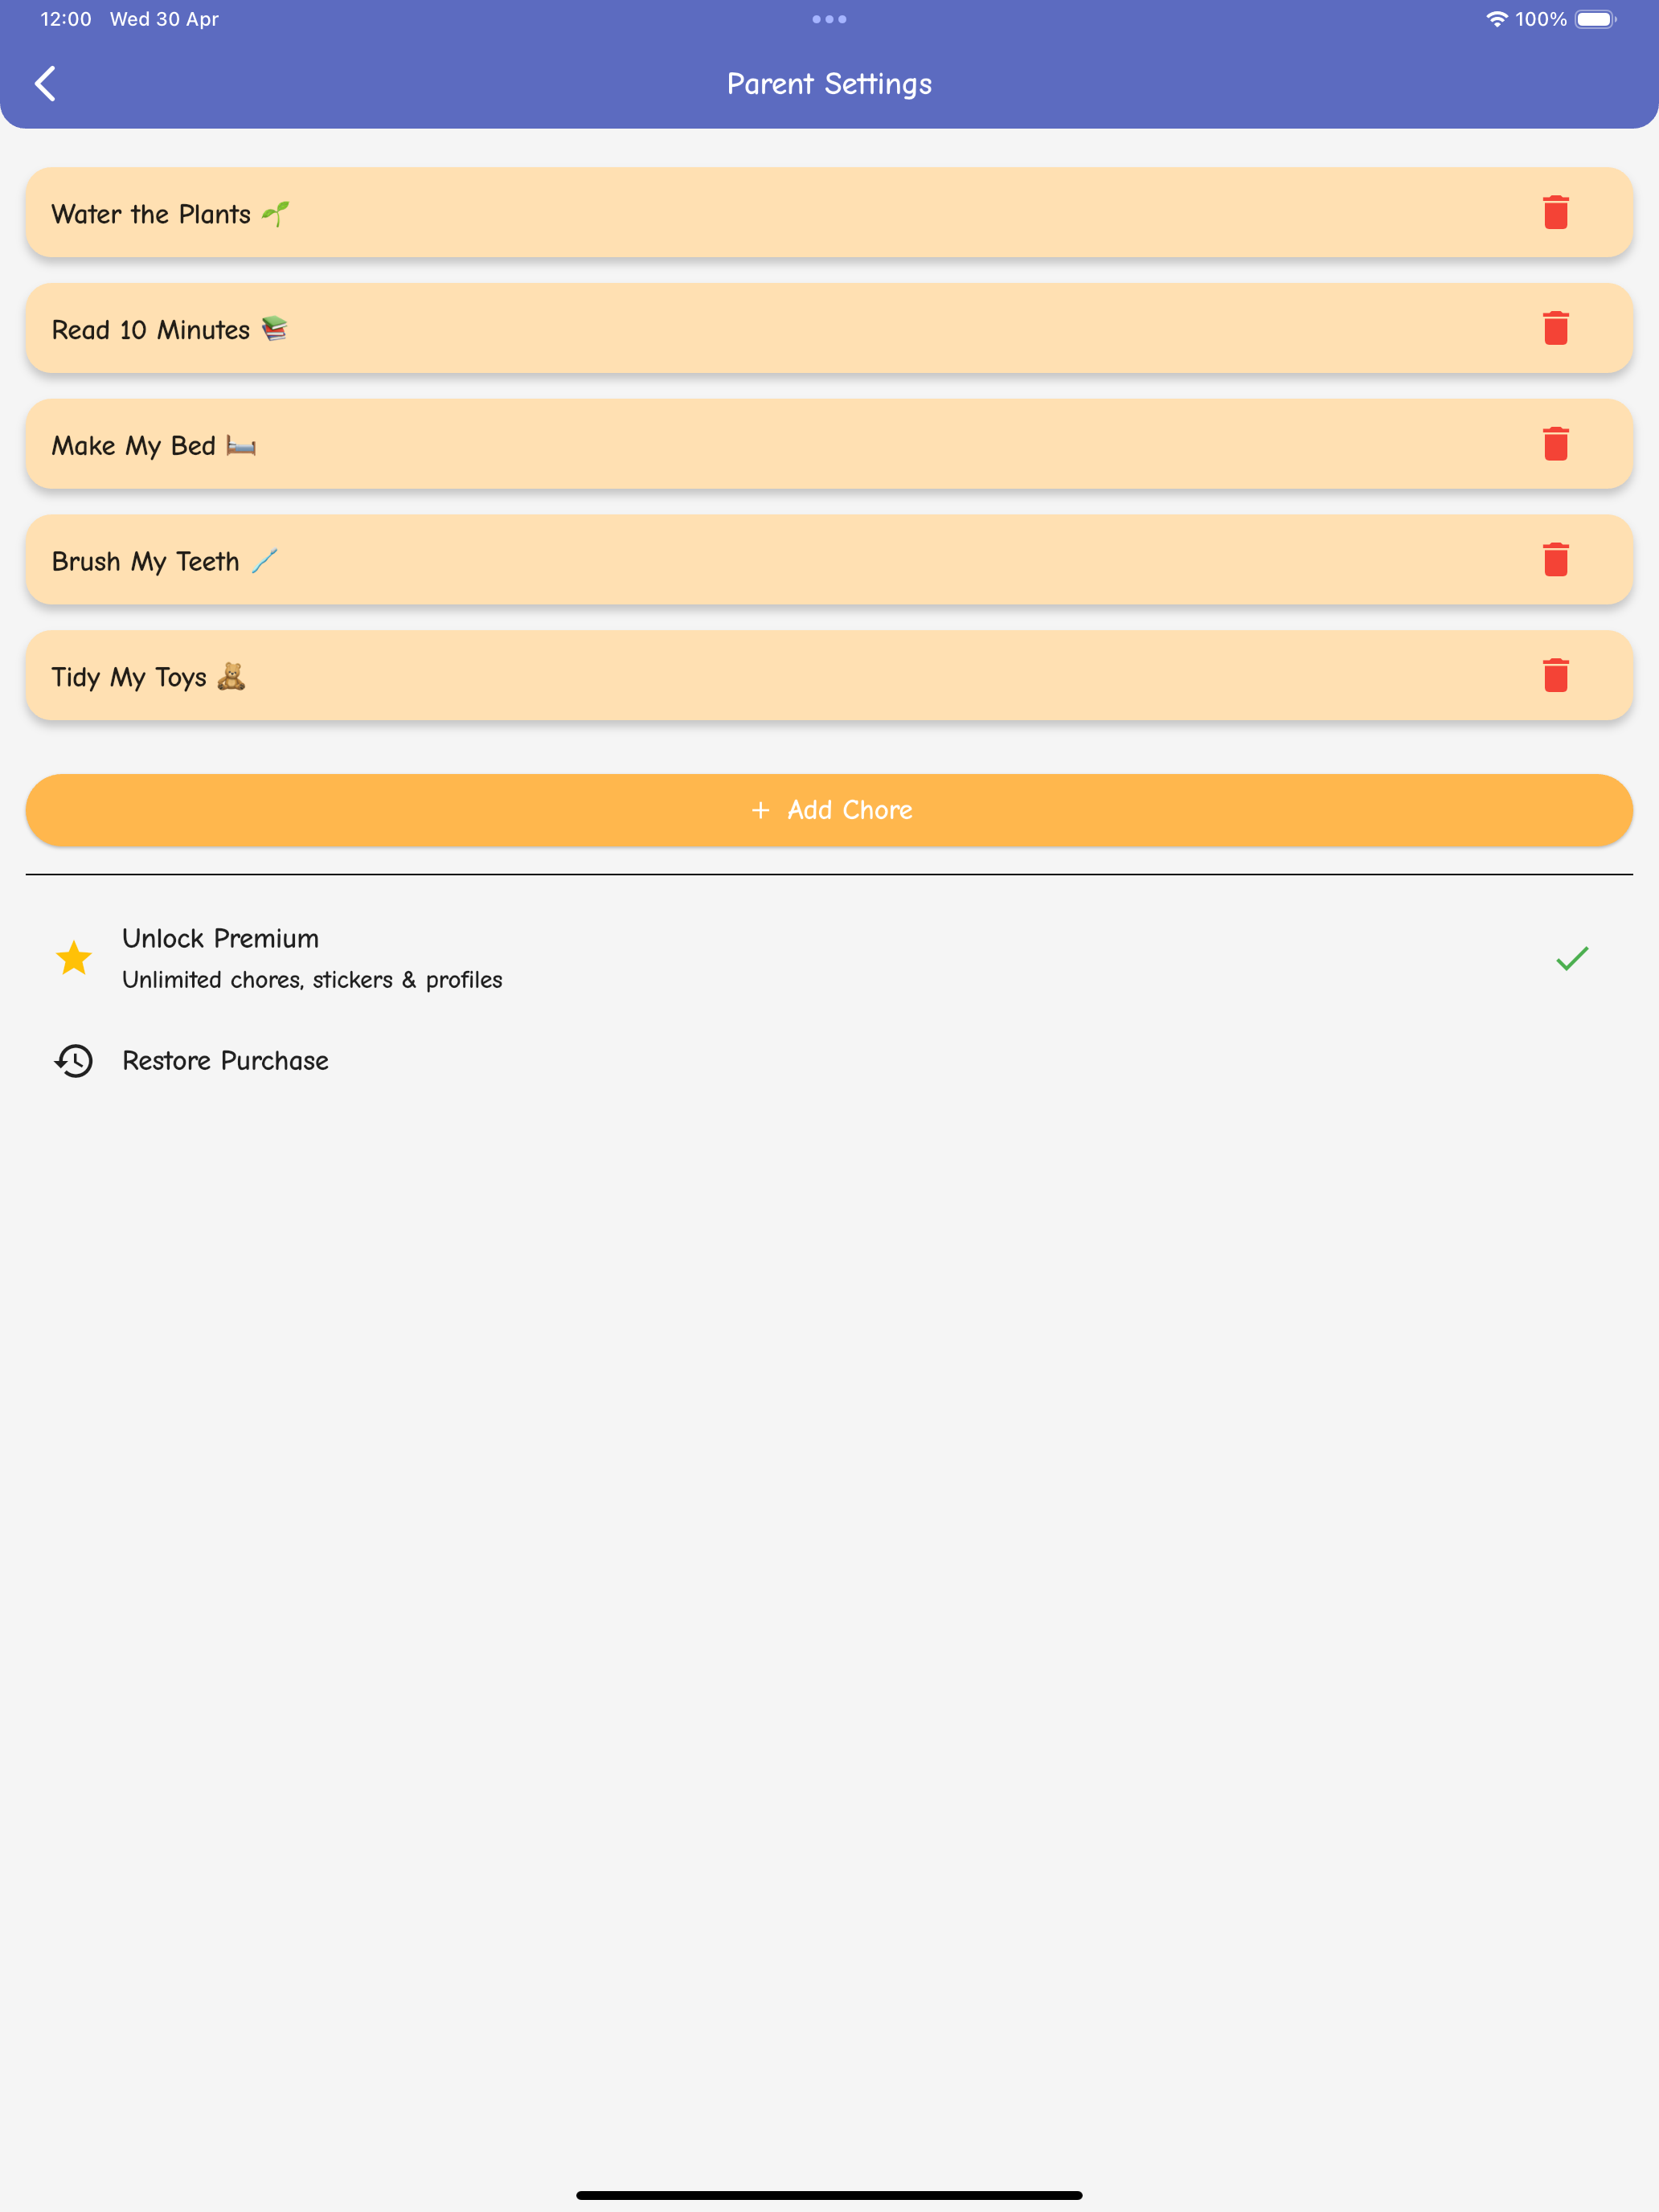 12:00 Wed 30 Apr
100%
Parent Settings
Water the Plants 🌱
Read 10 Minutes 📚
Make My Bed 🛏️
Brush My Teeth 🪥
Tidy My Toys 🧸
+ Add Chore
Unlock Premium
Unlimited chores, stickers & profiles
Restore Purchase